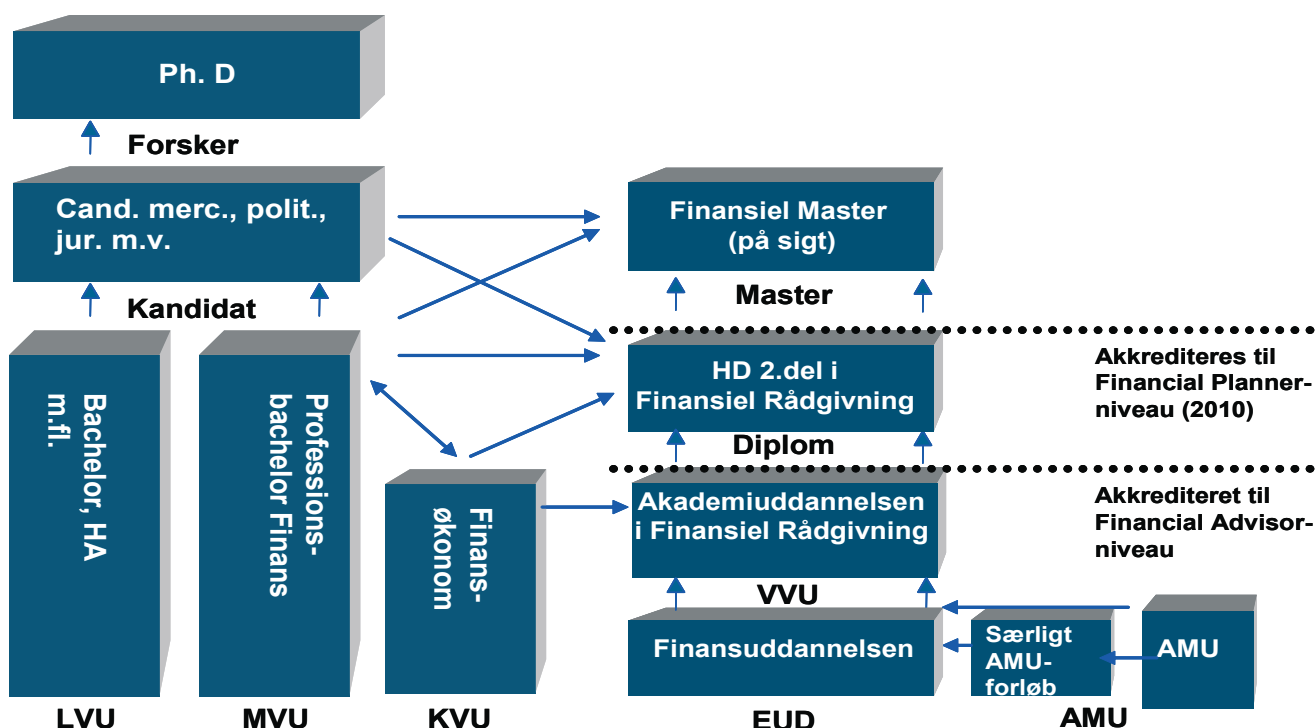 Ph. D
Forsker
Cand. merc., polit.,
jur. m.v.
Kandidat
Bachelor, HA
m.fl.
Professions-
bachelor Finans
Finans-
økonom
Finansiel Master
(på sigt)
Master
HD 2.del i
Finansiel Rådgivning
Diplom
Akademiuddannelsen
i Finansiel Rådgivning
VVU
Finansuddannelsen
Særligt
AMU-
forløb
AMU
Akkrediteres til
Financial Planner-
niveau (2010)
Akkrediteret til
Financial Advisor-
niveau
LVU
MVU
KVU
EUD
AMU